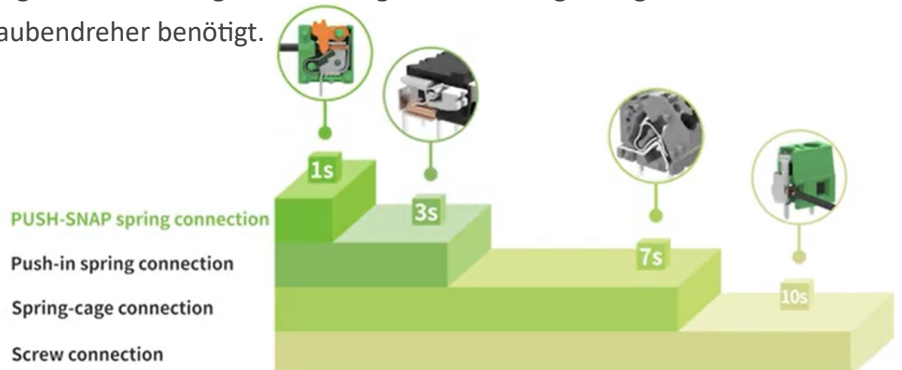 aubendreher benötigt.
1s
3s
7s
10s
PUSH-SNAP spring connection
Push-in spring connection
Spring-cage connection
Screw connection